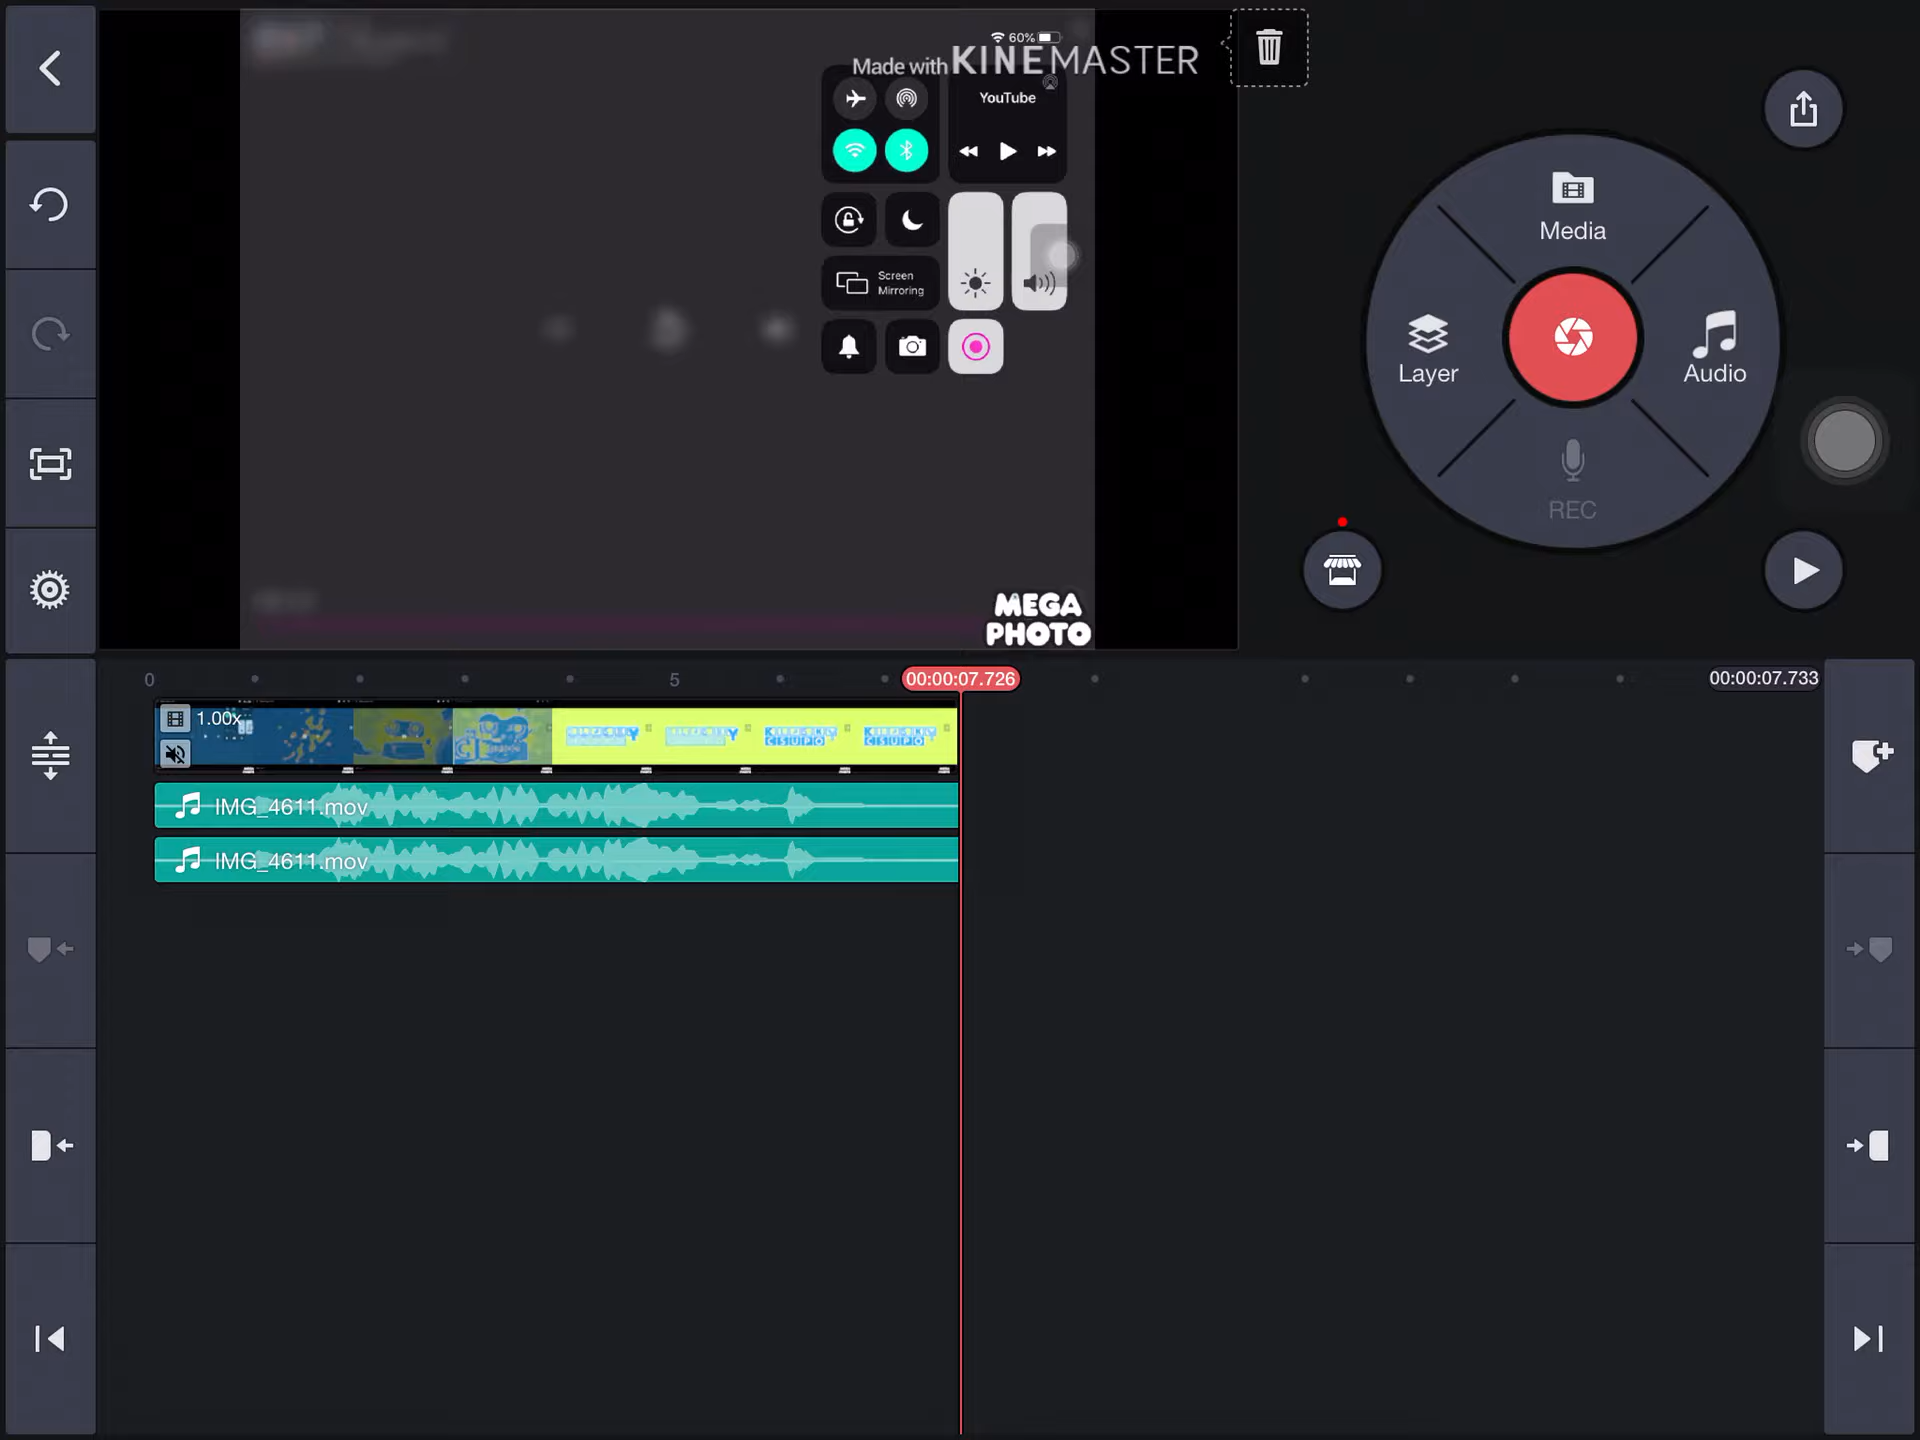 60%
Made with KINEMASTER
YouTube
Screen
Mirroring
MEGA
PHOTO
Media
Layer
Audio
REC
0
5
00:00:07.726
00:00:07.733
1.00x
IMG_4611.mov
IMG_4611.mov